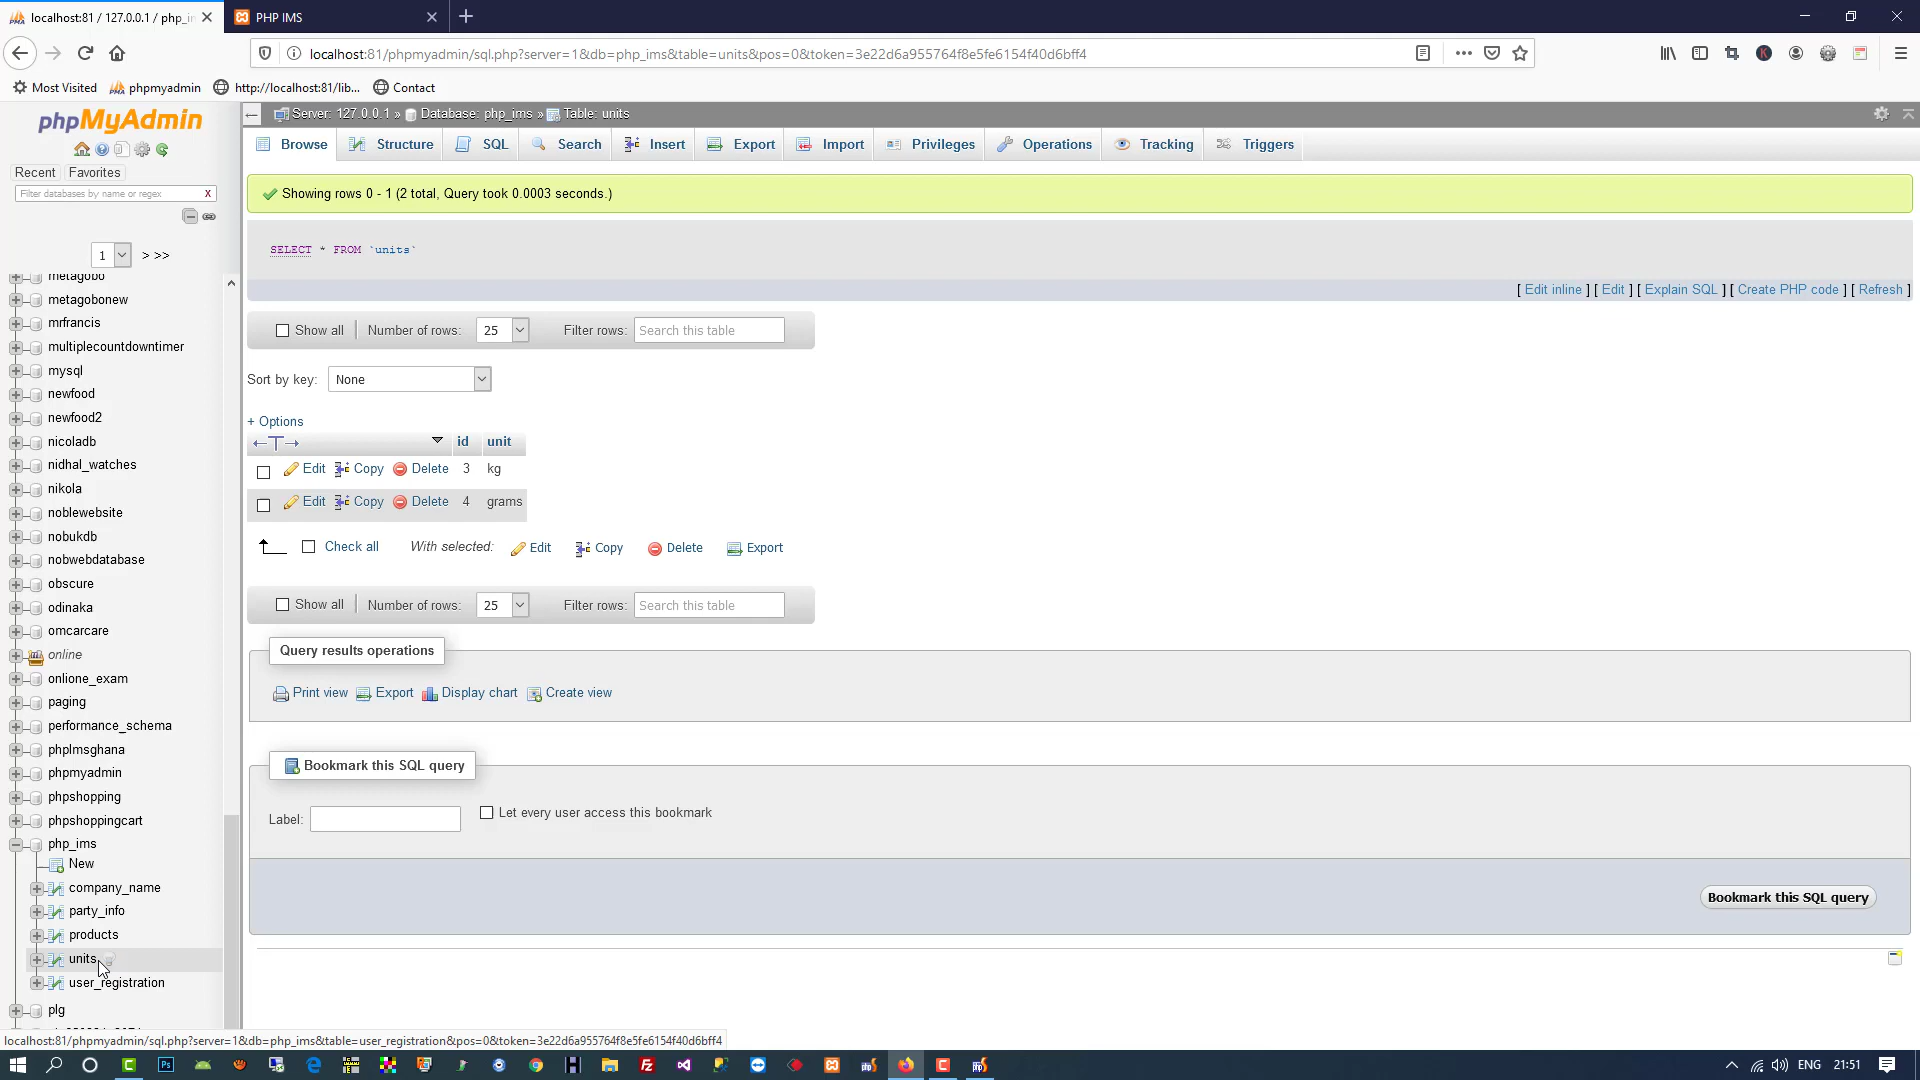 localhost:81 / 127.0.0.1 / php_i
PHP IMS
localhost:81/phpmyadmin/sql.php?server=1&db=php_ims&table=units&pos=0&token=3e22d6a955764f8e5fe6154f40d6bff4
Most Visited
phpmyadmin
http://localhost:81/lib...
Contact
phpMyAdmin
Recent
Favorites
Filter databases by name or regex
X
1
> >>
metagobo
metagobonew
mrfrancis
multiplecountdowntimer
mysql
newfood
newfood2
nicoladb
nidhal_watches
nikola
noblewebsite
nobukdb
nobwebdatabase
obscure
odinaka
omcarcare
online
onlione_exam
paging
performance_schema
phplmsghana
phpmyadmin
phpshopping
phpshoppingcart
php_ims
New
company_name
party_info
products
units
user_registration
plg
Server: 127.0.0.1 » Database: php_ims » Table: units
Browse
Structure
SQL
Search
Insert
Export
Import
Privileges
Operations
Tracking
Triggers
Showing rows 0 - 1 (2 total, Query took 0.0003 seconds.)
SELECT * FROM `units`
[ Edit inline ] [ Edit ] [ Explain SQL ] [ Create PHP code ] [ Refresh ]
Show all
Number of rows:
25
Filter rows:
Search this table
Sort by key:
None
+ Options
id
unit
Edit
Copy
Delete
3
kg
Edit
Copy
Delete
4
grams
Check all
With selected:
Edit
Copy
Delete
Export
Show all
Number of rows:
25
Filter rows:
Search this table
Query results operations
Print view
Export
Display chart
Create view
Bookmark this SQL query
Label:
Let every user access this bookmark
Bookmark this SQL query
localhost:81/phpmyadmin/sql.php?server=1&db=php_ims&table=user_registration&pos=0&token=3e22d6a955764f8e5fe6154f40d6bff4
ENG
21:51